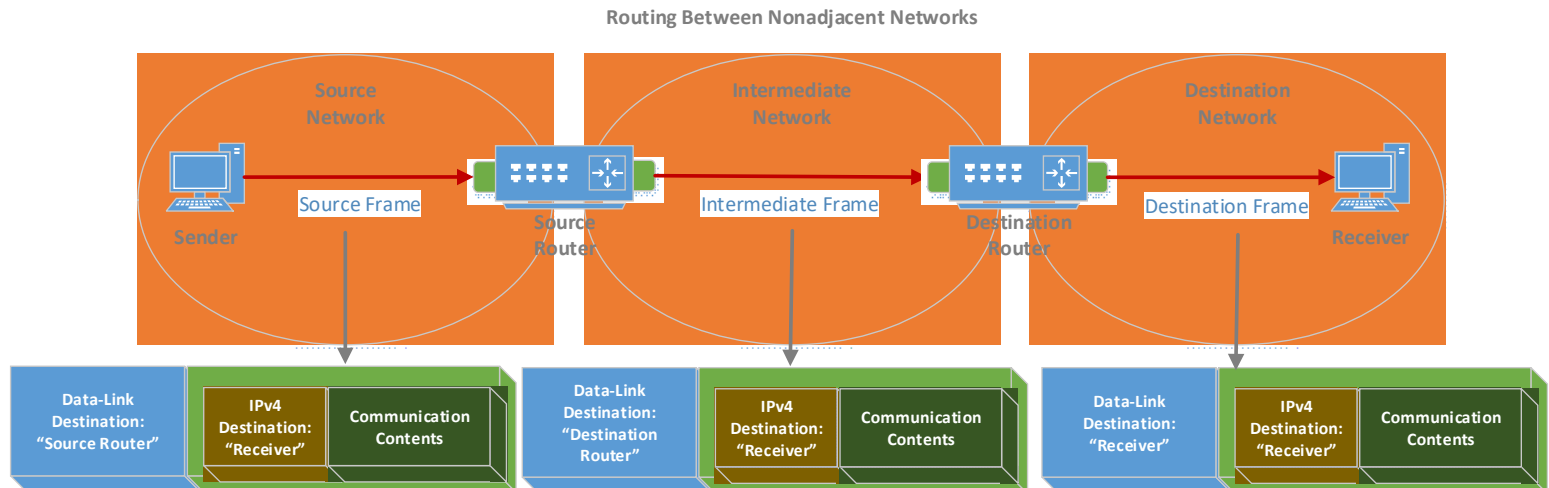 Routing Between Nonadjacent Networks
Source
Network
Intermediate
Network
Destination
Network
Source Frame
Intermediate Frame
Destination Frame
Sender
Source
Router
Destination
Router
Receiver
Data-Link
Destination:
“Source Router”
IPv4
Destination:
“Receiver”
Communication
Contents
Data-Link
Destination:
“Destination
Router”
IPv4
Destination:
“Receiver”
Communication
Contents
Data-Link
Destination:
“Receiver”
IPv4
Destination:
“Receiver”
Communication
Contents